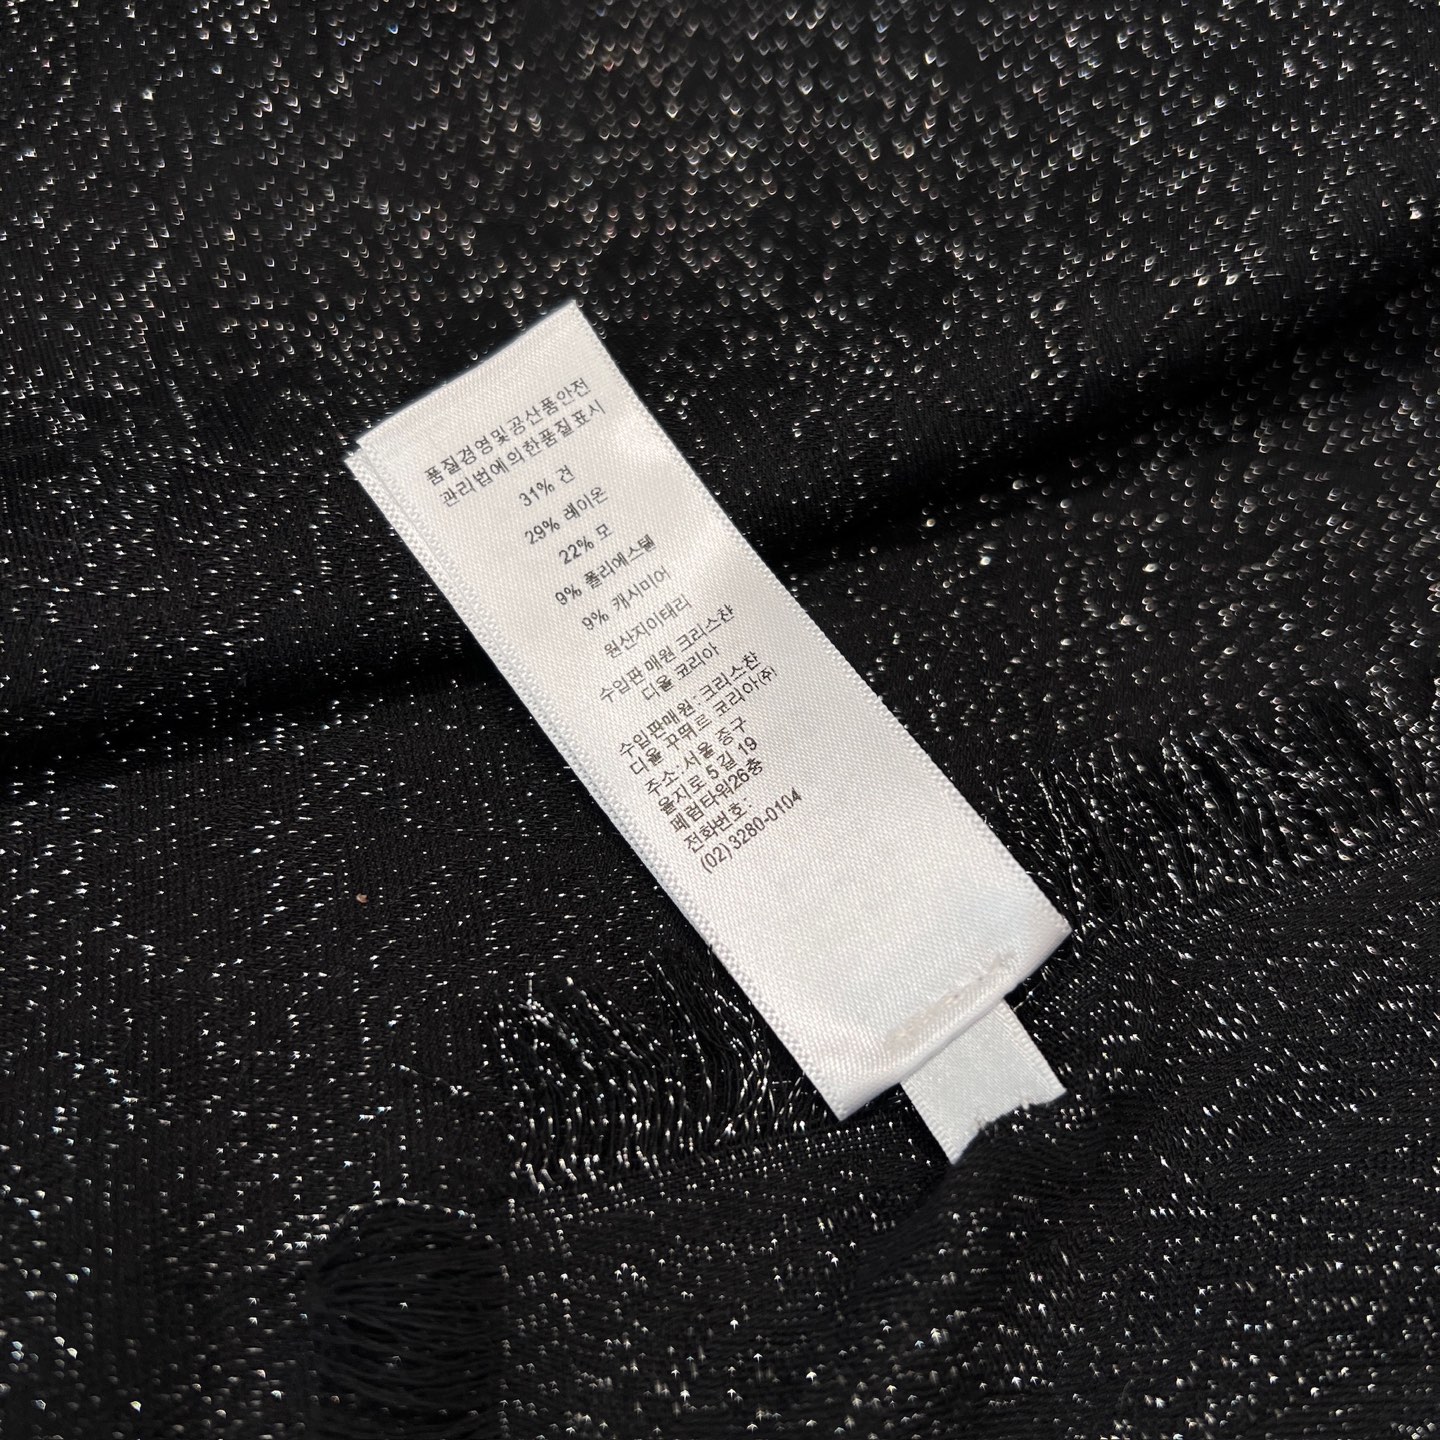 품질경영및공산품안전
관리법에의한품질표시
31% 견
29% 레이온
22% 모
9% 폴리에스텔
9% 캐시미어
원산지이태리
수입판 매원 크리스챤
디올 코리아
수입판매원 : 크리스챤
디올 꾸뛰르 코리아(주)
주소: 서울 중구
을지로 5 길 19
페럼타워26층
전화번호:
(02) 3280-0104